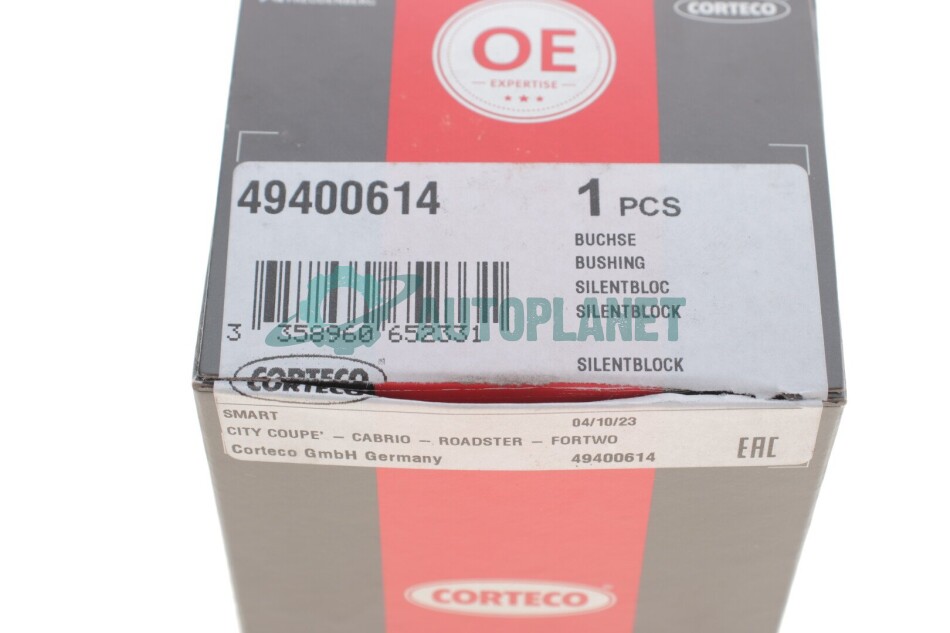 FREUDENBERG
CORTECO
OE
EXPERTISE
49400614
1 PCS
BUCHSE
BUSHING
SILENTBLOC
SILENTBLOCK
SILENTBLOCK
AUTOPLANET
3 358960 652331
CORTECO
SMART
04/10/23
CITY COUPE' - CABRIO - ROADSTER - FORTWO
Corteco GmbH Germany
49400614
EAC
CORTECO